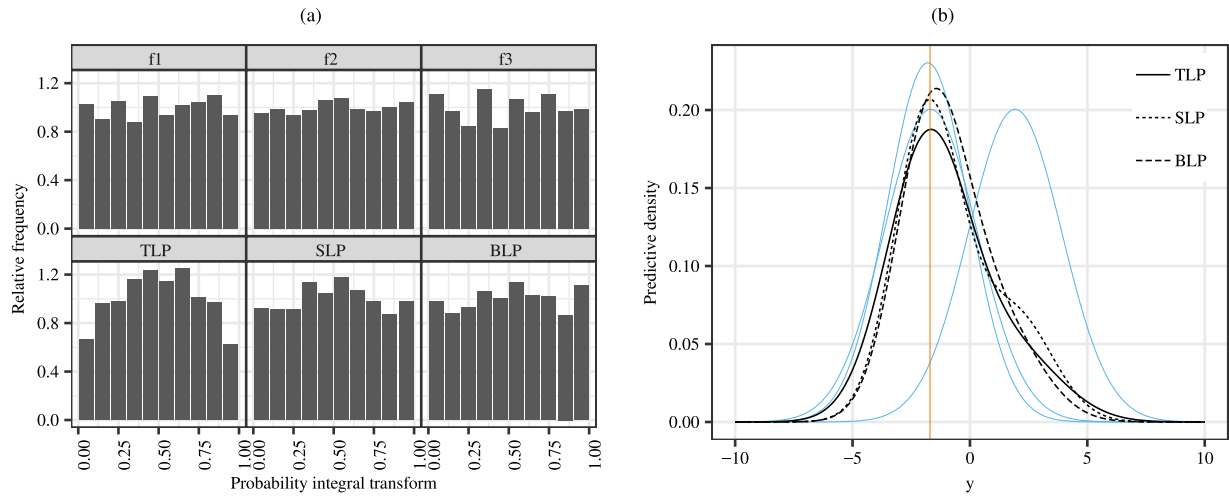 (a)
f1 f2 f3
1.2
0.8
0.4
0.0
TLP SLP BLP
1.2
0.8
0.4
0.0
Relative frequency
0.00 0.25 0.50 0.75 1.00 0.00 0.25 0.50 0.75 1.00 0.00 0.25 0.50 0.75 1.00
Probability integral transform
(b)
TLP
SLP
BLP
0.20
0.15
0.10
0.05
0.00
Predictive density
−10 −5 0 5 10
y